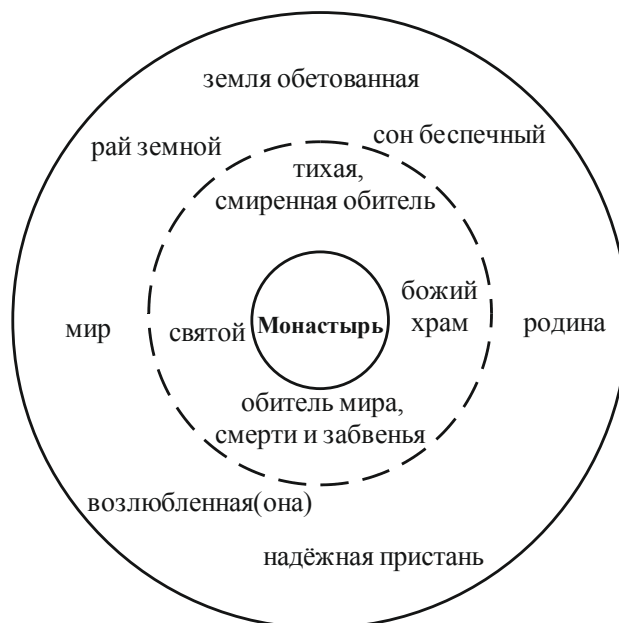 земля обетованная
рай земной
сон беспечный
тихая,
смиренная обитель
мир
святой
Монастырь
божий
храм
родина
обитель мира,
смерти и забвенья
возлюбленная(она)
надёжная пристань